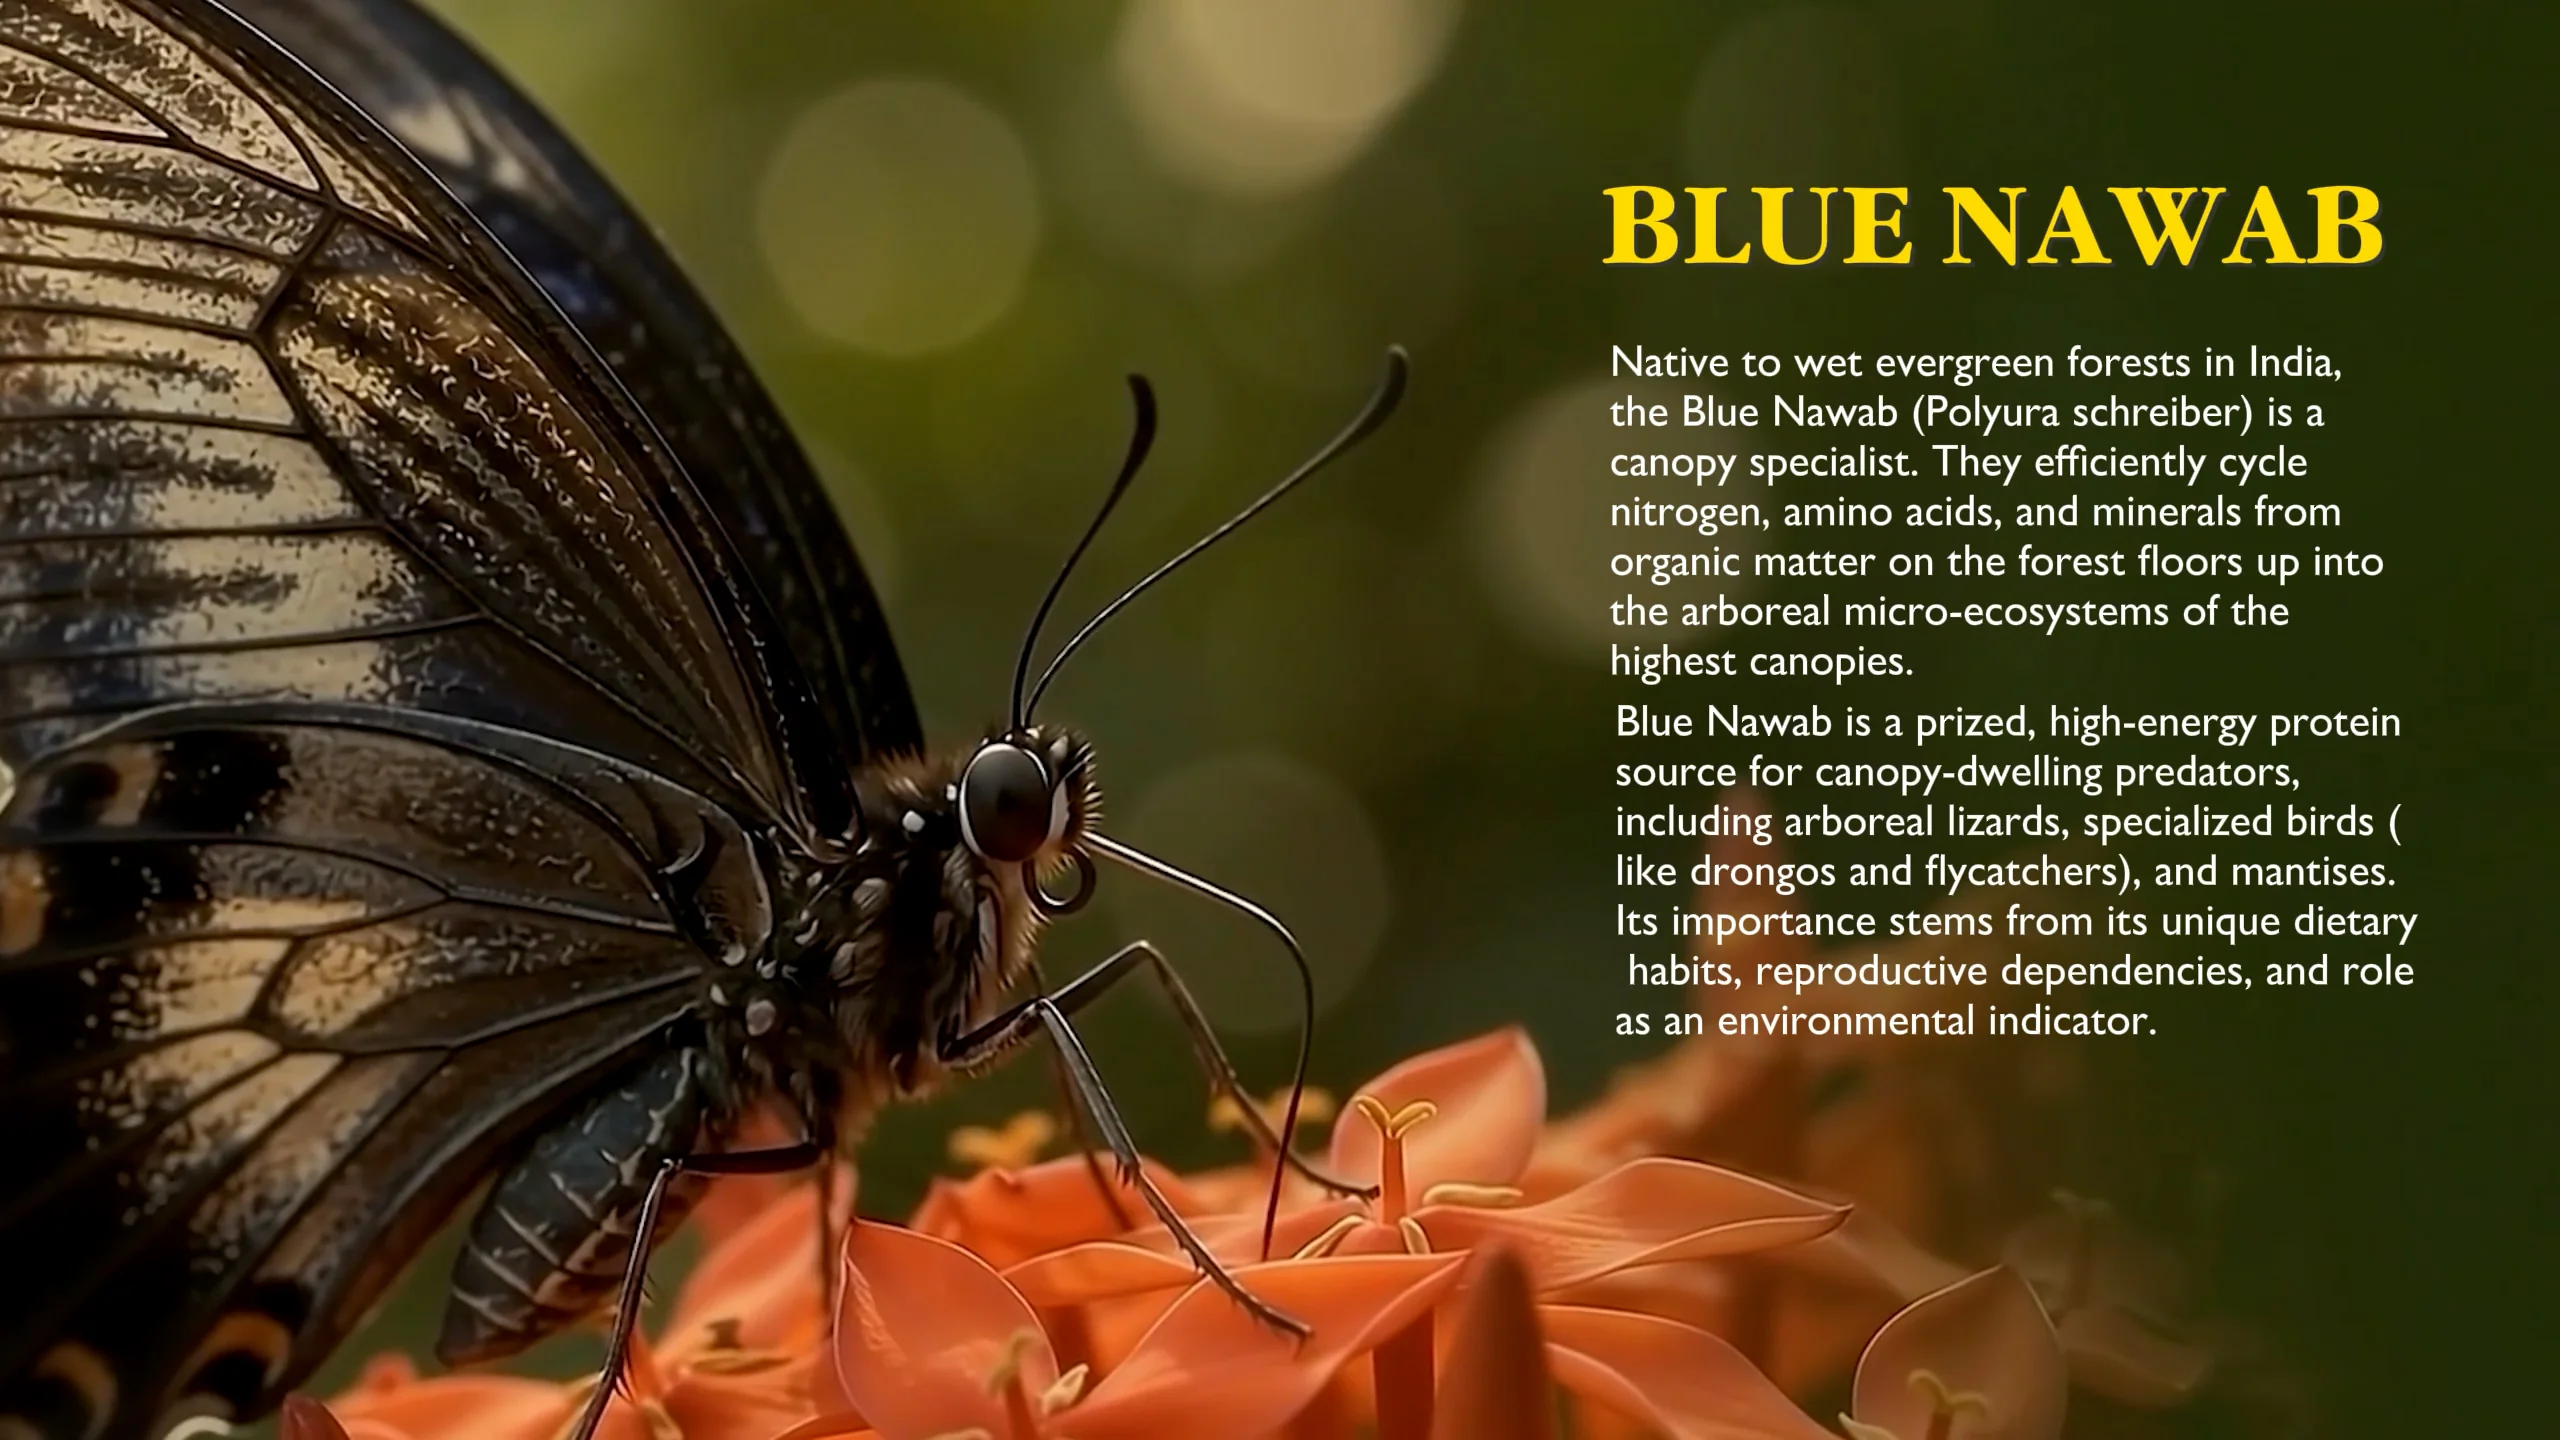 BLUE NAWAB
Native to wet evergreen forests in India,
the Blue Nawab (Polyura schreiber) is a
canopy specialist. They efficiently cycle
nitrogen, amino acids, and minerals from
organic matter on the forest floors up into
the arboreal micro-ecosystems of the
highest canopies.
Blue Nawab is a prized, high-energy protein
source for canopy-dwelling predators,
including arboreal lizards, specialized birds (
like drongos and flycatchers), and mantises.
Its importance stems from its unique dietary
habits, reproductive dependencies, and role
as an environmental indicator.